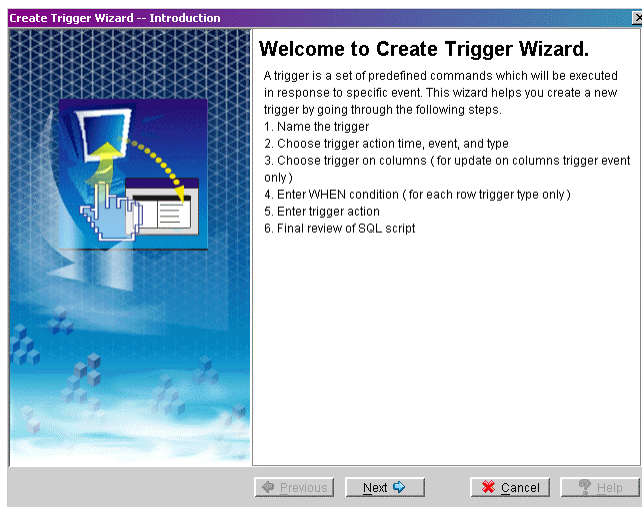 Create Trigger Wizard -- Introduction
Welcome to Create Trigger Wizard.
A trigger is a set of predefined commands which will be executed
in response to specific event. This wizard helps you create a new
trigger by going through the following steps.
1. Name the trigger
2. Choose trigger action time, event, and type
3. Choose trigger on columns ( for update on columns trigger event
only )
4. Enter WHEN condition ( for each row trigger type only )
5. Enter trigger action
6. Final review of SQL script
Previous
Next
Cancel
Help